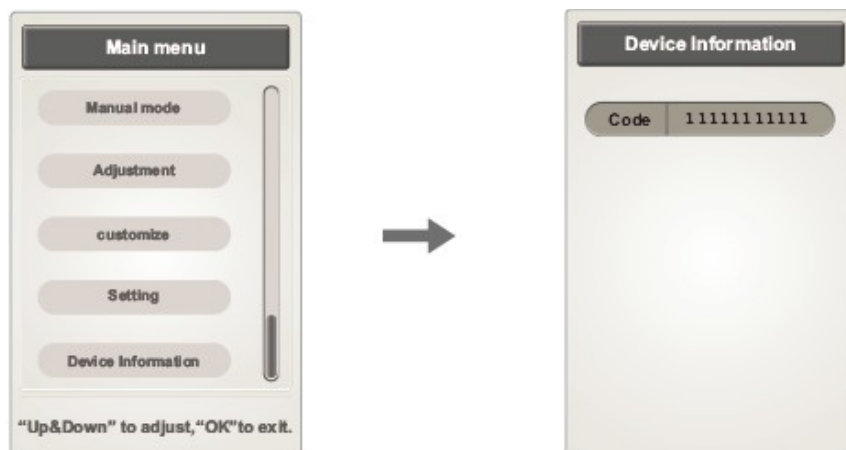 Main menu
Manual mode
Adjustment
customize
Setting
Device Information
“Up&Down” to adjust,“OK”to exit.
Device Information
Code 11111111111